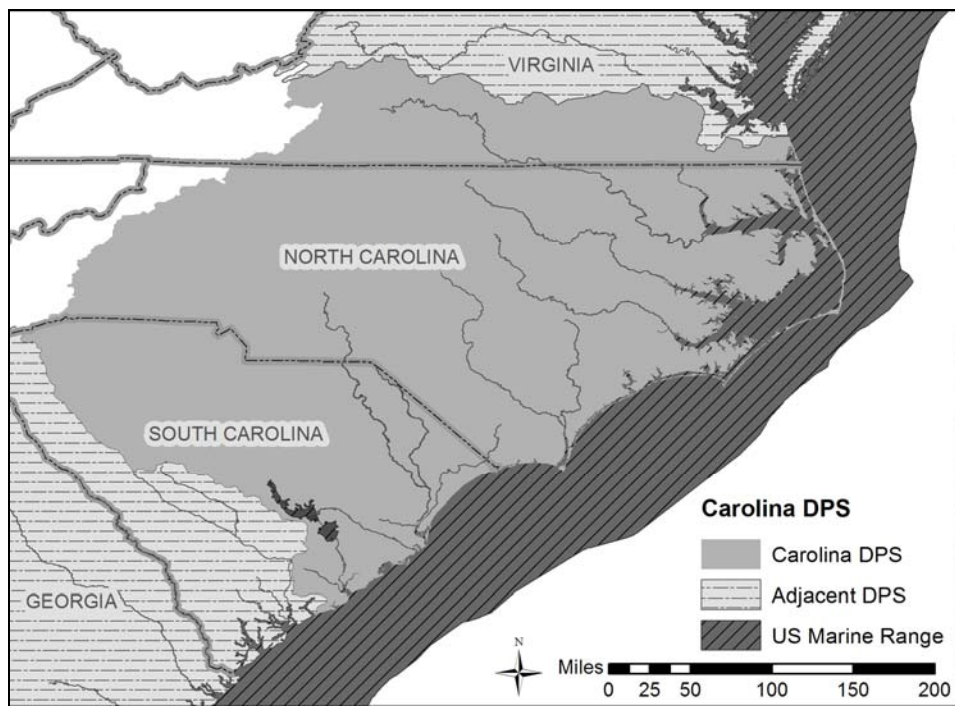 VIRGINIA
NORTH CAROLINA
SOUTH CAROLINA
GEORGIA
Carolina DPS
Carolina DPS
Adjacent DPS
US Marine Range
N
Miles
0 25 50 100 150 200